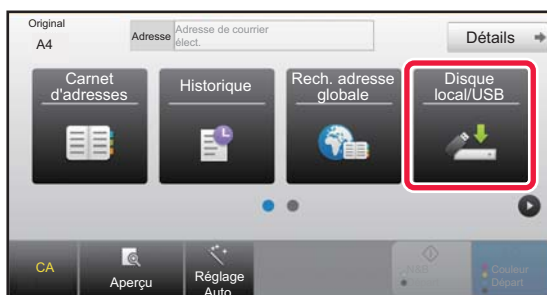 Original
A4
Adresse
Adresse de courrier
élect.
Détails
Carnet
d'adresses
Historique
Rech. adresse
globale
Disque
local/USB
CA
Aperçu
Réglage
Auto
N&B
Couleur
Départ